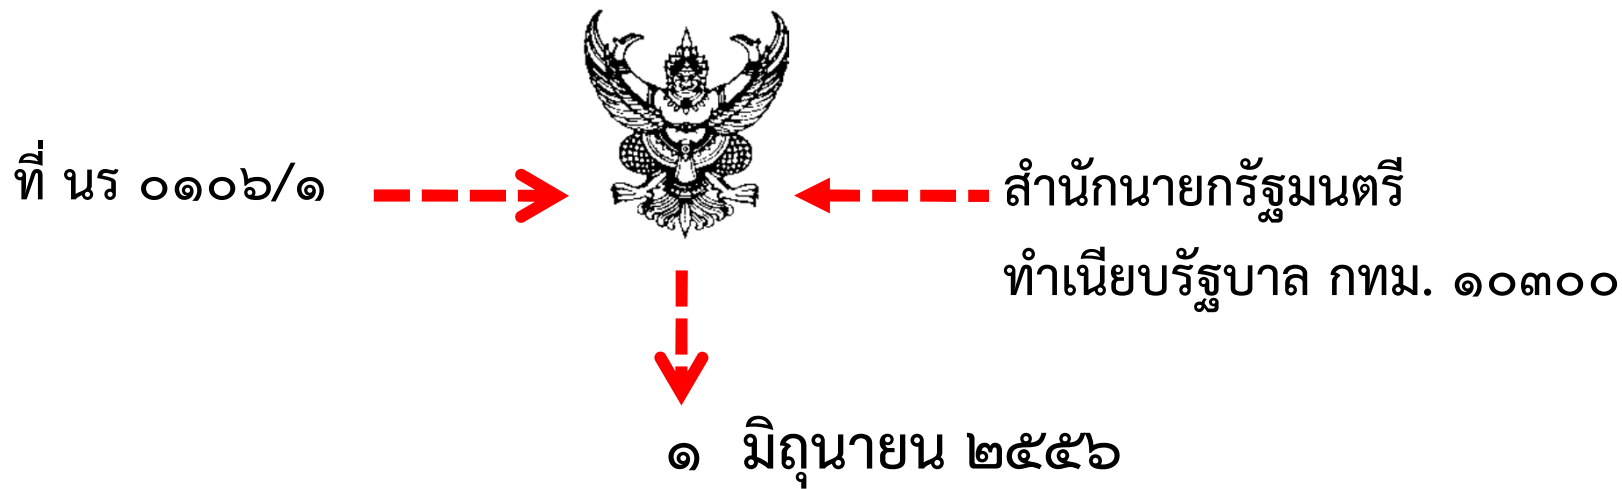 ที่ นร ๐๑๐๖/๑
สำนักนายกรัฐมนตรี
ทำเนียบรัฐบาล กทม. ๑๐๓๐๐
๑ มิถุนายน ๒๕๕๖